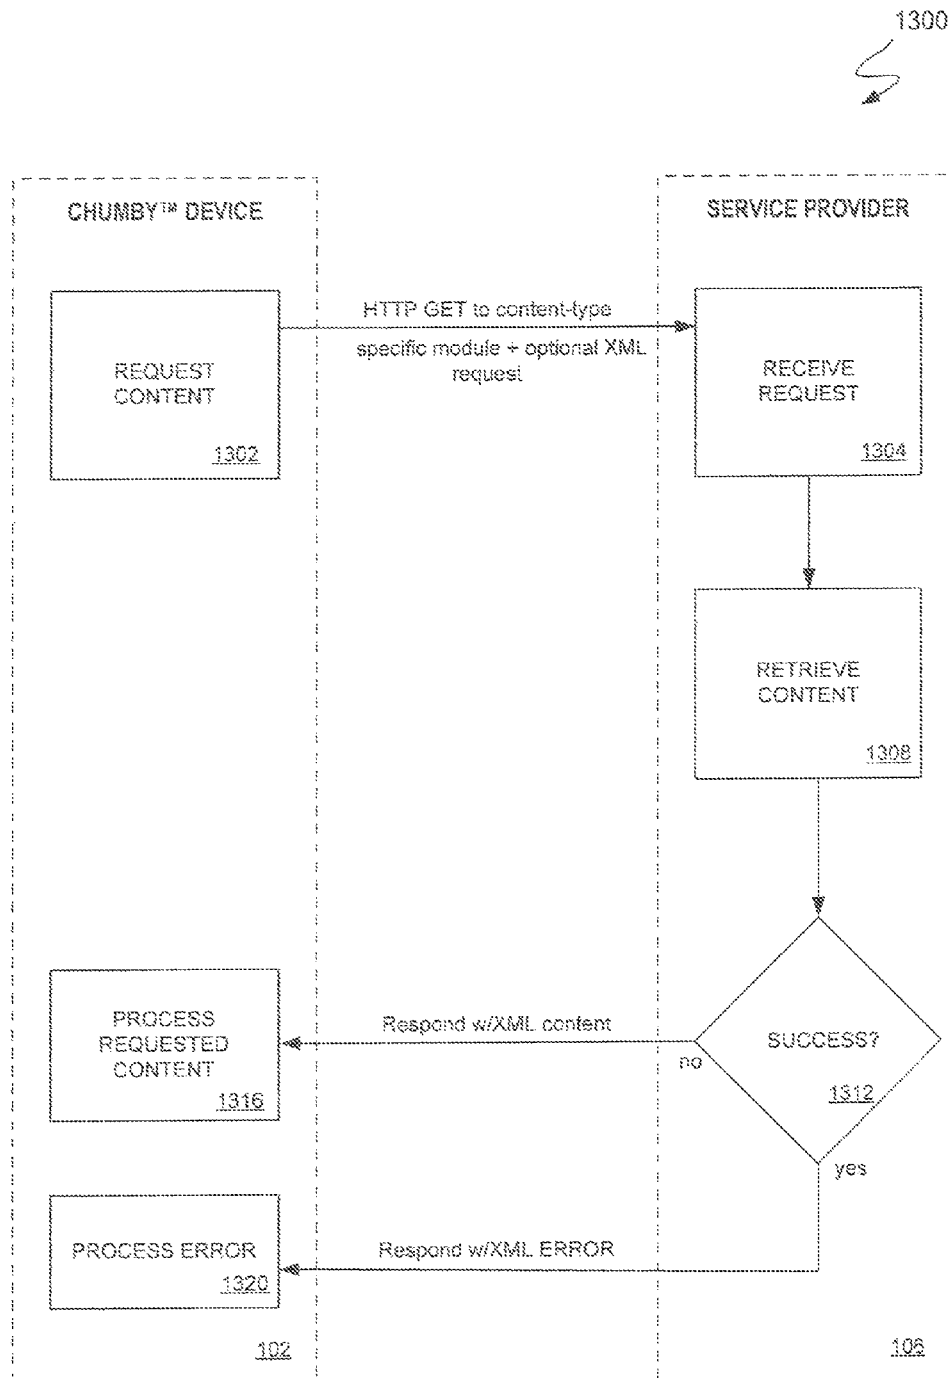 1300
CHUMBY™ DEVICE
SERVICE PROVIDER
REQUEST
CONTENT
1302
HTTP GET to content-type
specific module + optional XML
request
RECEIVE
REQUEST
1304
RETRIEVE
CONTENT
1308
PROCESS
REQUESTED
CONTENT
1316
Respond w/XML content
no
SUCCESS?
1312
yes
PROCESS ERROR
1320
Respond w/XML ERROR
102
106